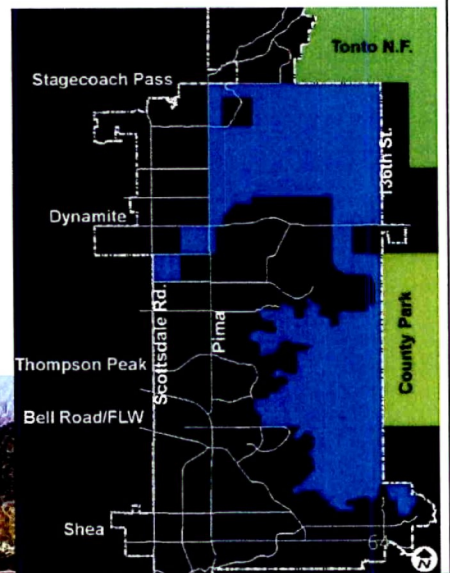 Tonto N.F.
Stagecoach Pass
136th St.
Dynamite
Scottsdale Rd.
Pima
County Park
Thompson Peak
Bell Road/FLW
Shea
64
N